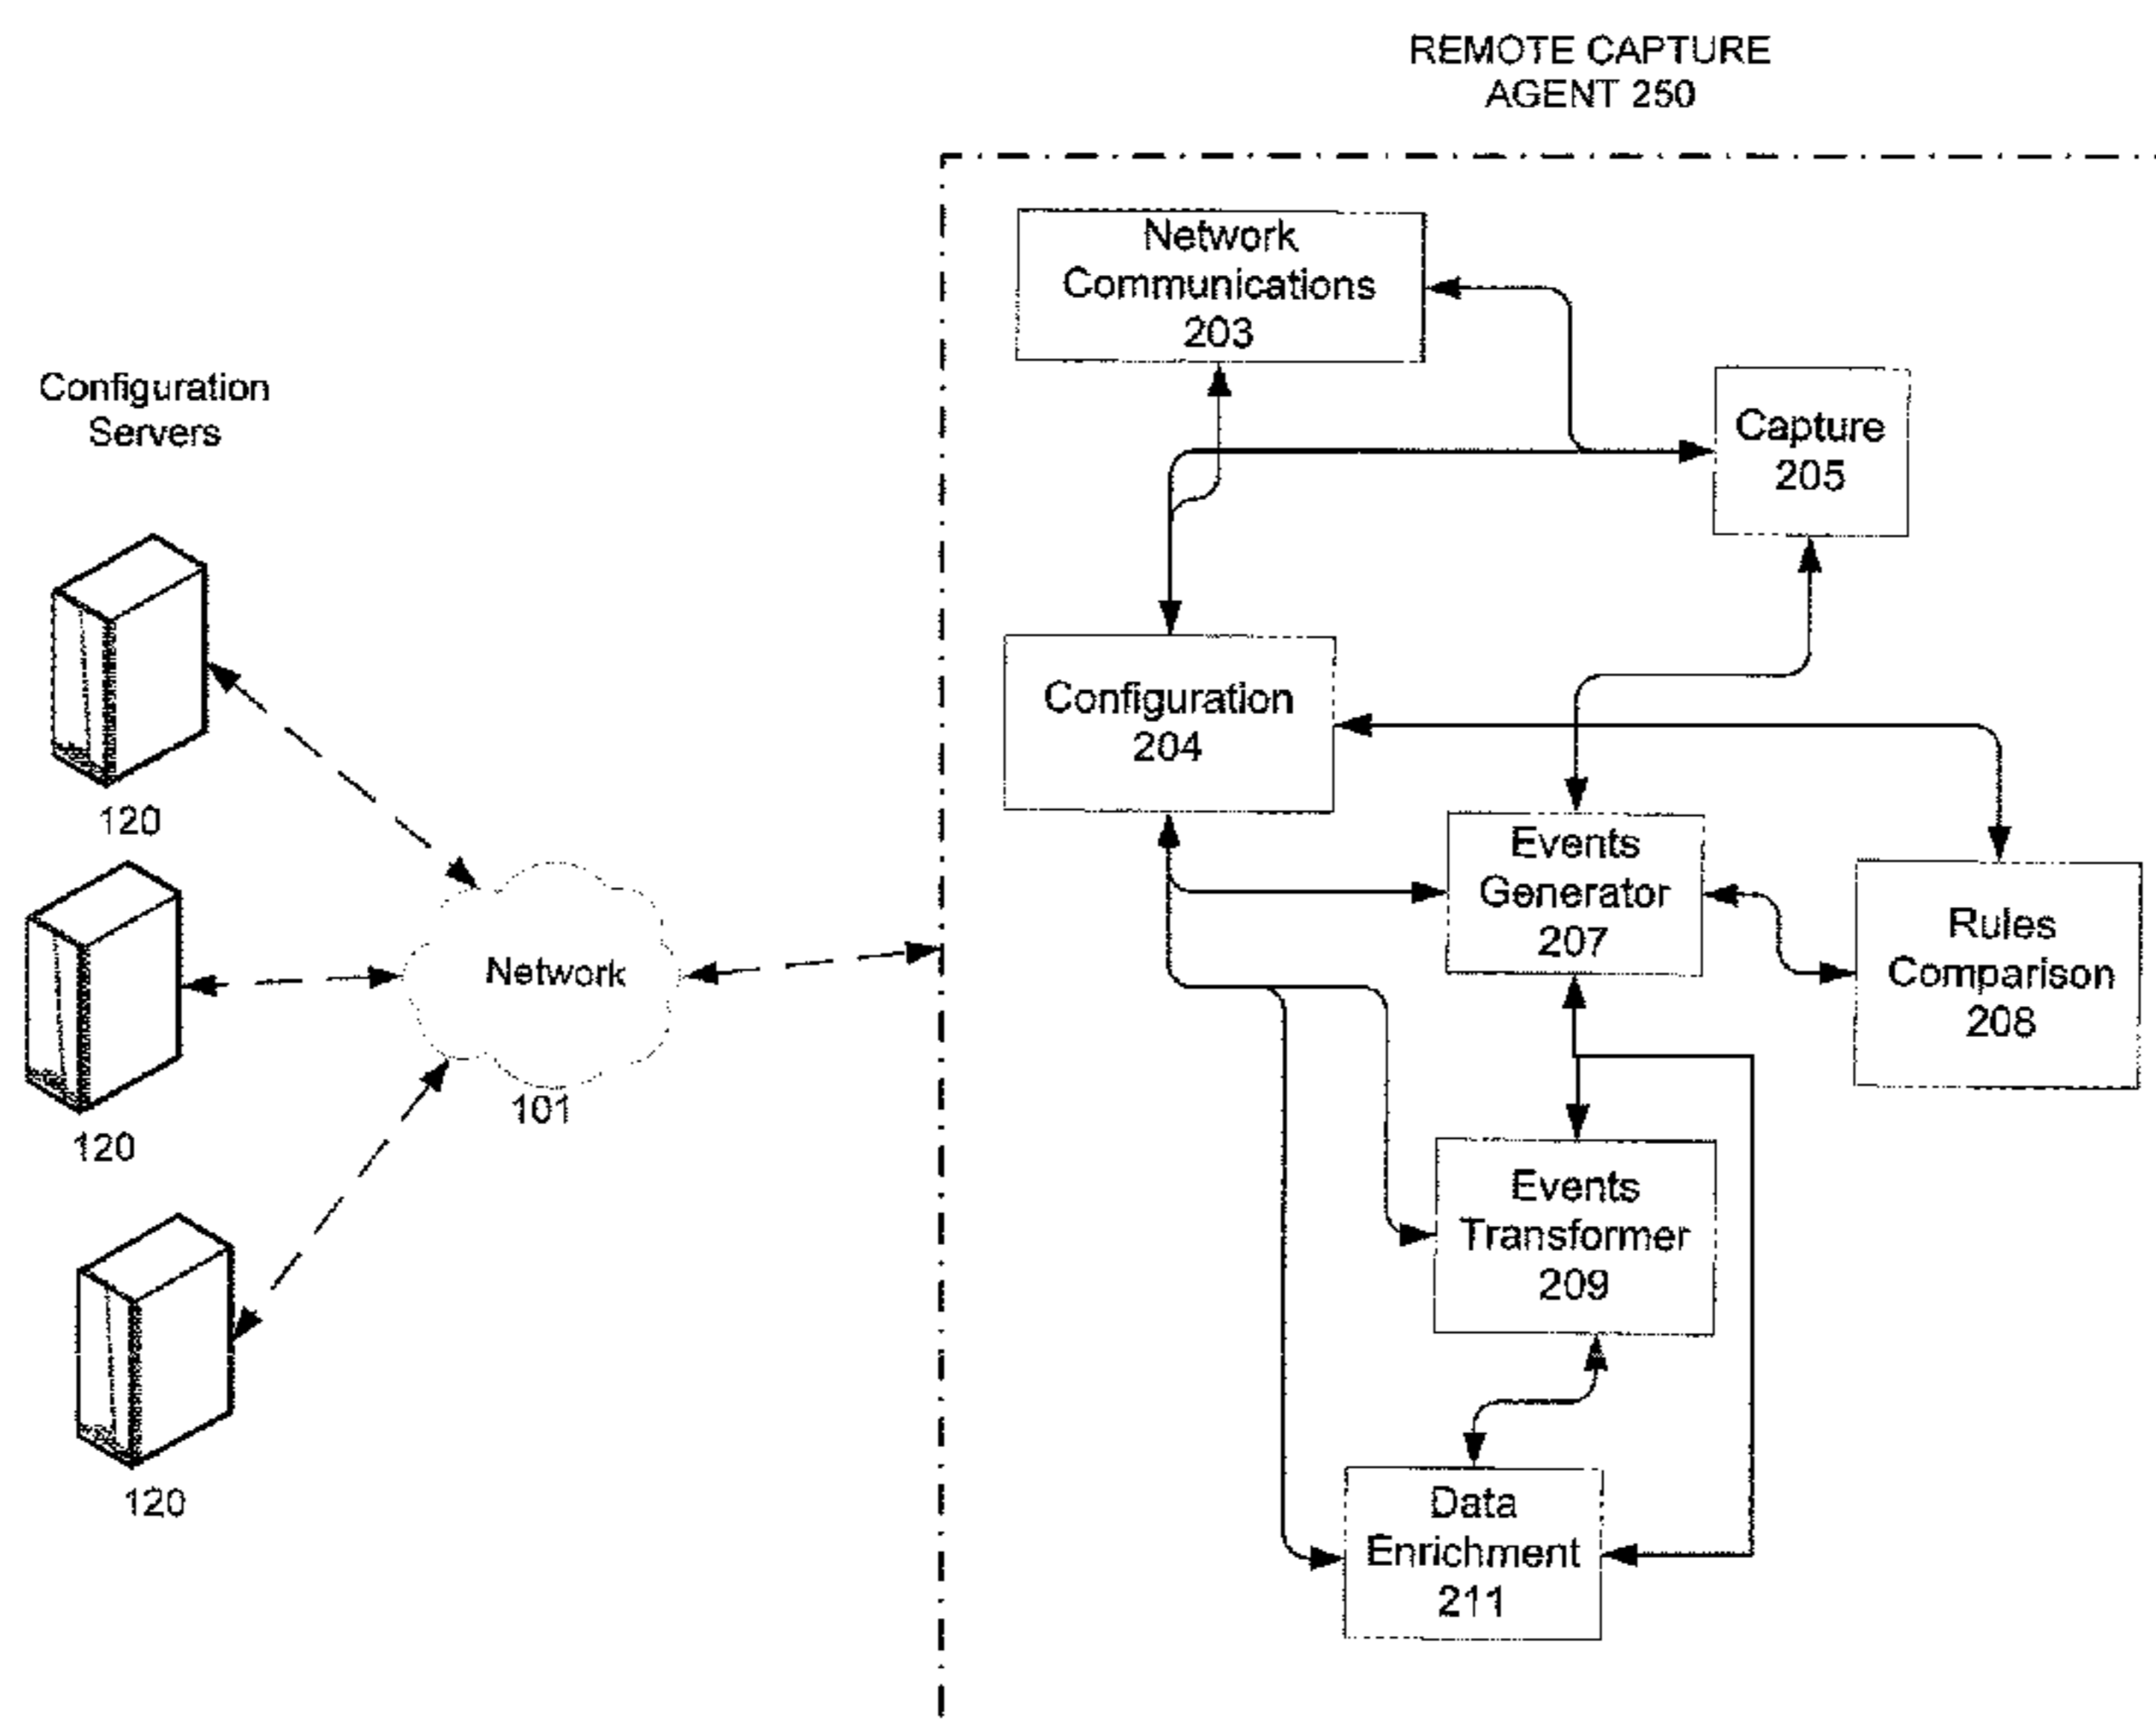 REMOTE CAPTURE
AGENT 250
Network
Communications
203
Configuration
Servers
Capture
205
Configuration
204
120
Events
Generator
207
Rules
Comparison
208
Network
101
120
Events
Transformer
209
120
Data
Enrichment
211